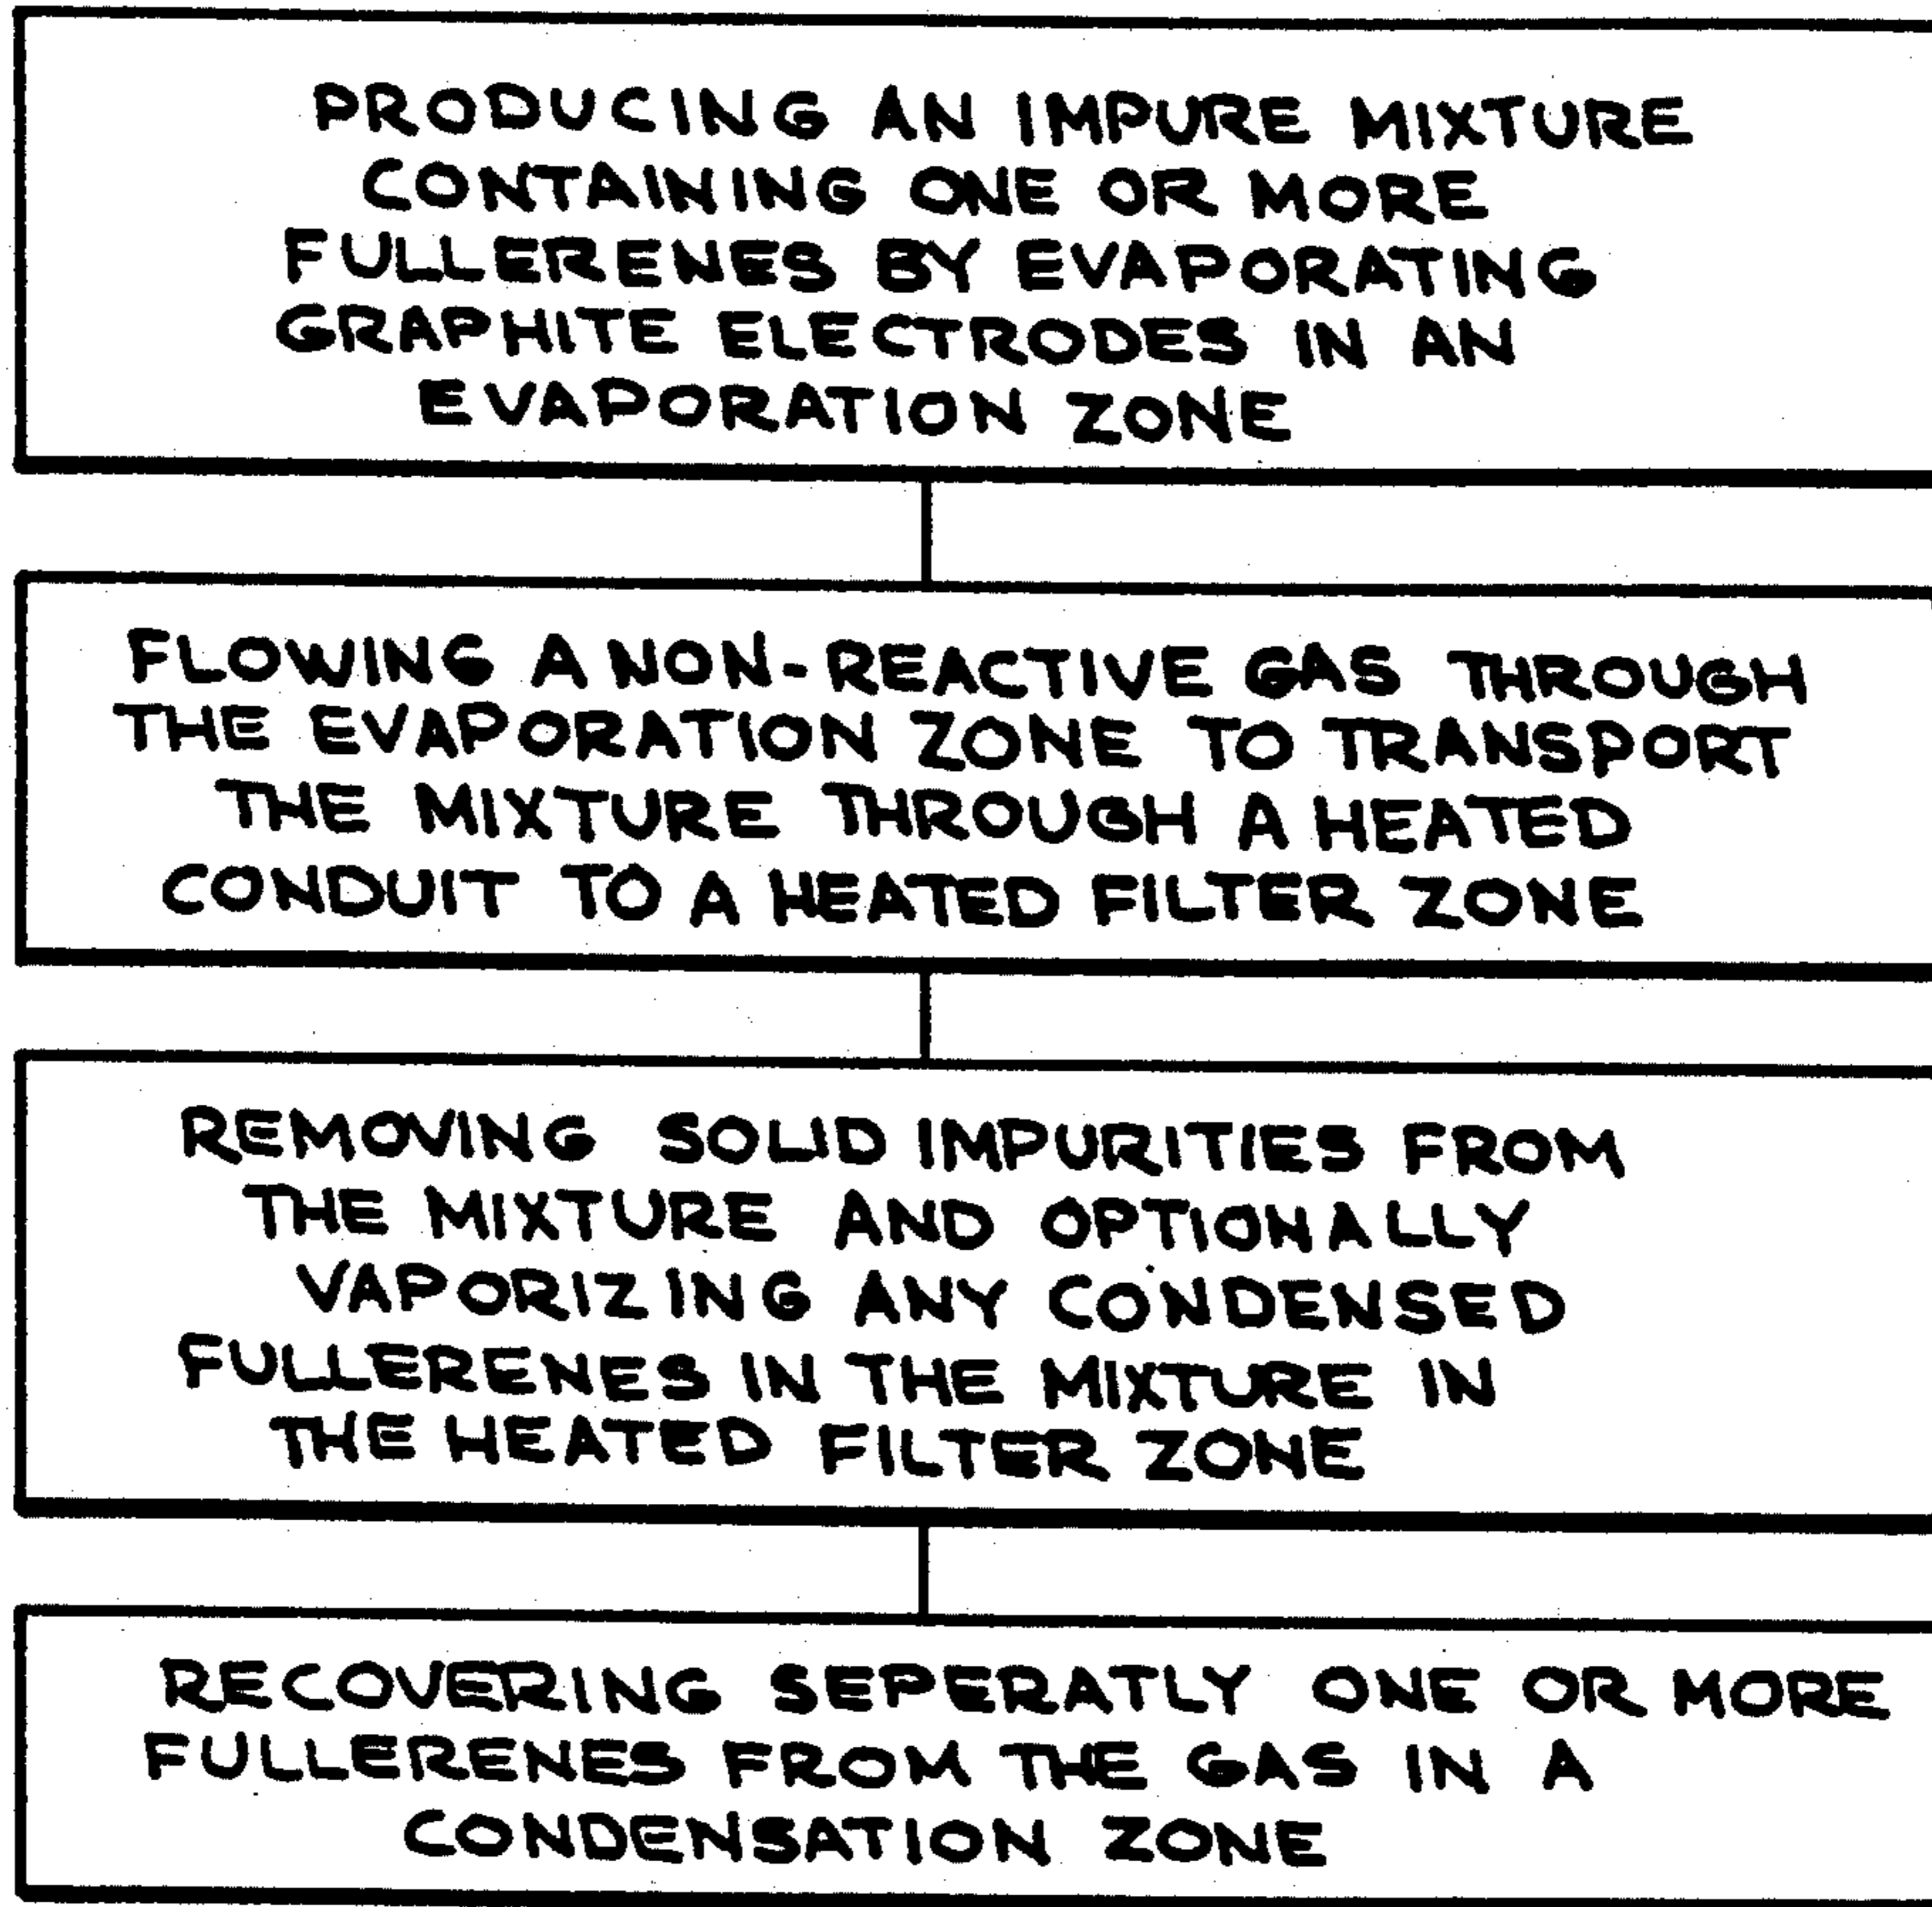 PRODUCING AN IMPURE MIXTURE
CONTAINING ONE OR MORE
FULLERENES BY EVAPORATING
GRAPHITE ELECTRODES IN AN
EVAPORATION ZONE
FLOWING A NON-REACTIVE GAS THROUGH
THE EVAPORATION ZONE TO TRANSPORT
THE MIXTURE THROUGH A HEATED
CONDUIT TO A HEATED FILTER ZONE
REMOVING SOLID IMPURITIES FROM
THE MIXTURE AND OPTIONALLY
VAPORIZING ANY CONDENSED
FULLERENES IN THE MIXTURE IN
THE HEATED FILTER ZONE
RECOVERING SEPERATLY ONE OR MORE
FULLERENES FROM THE GAS IN A
CONDENSATION ZONE